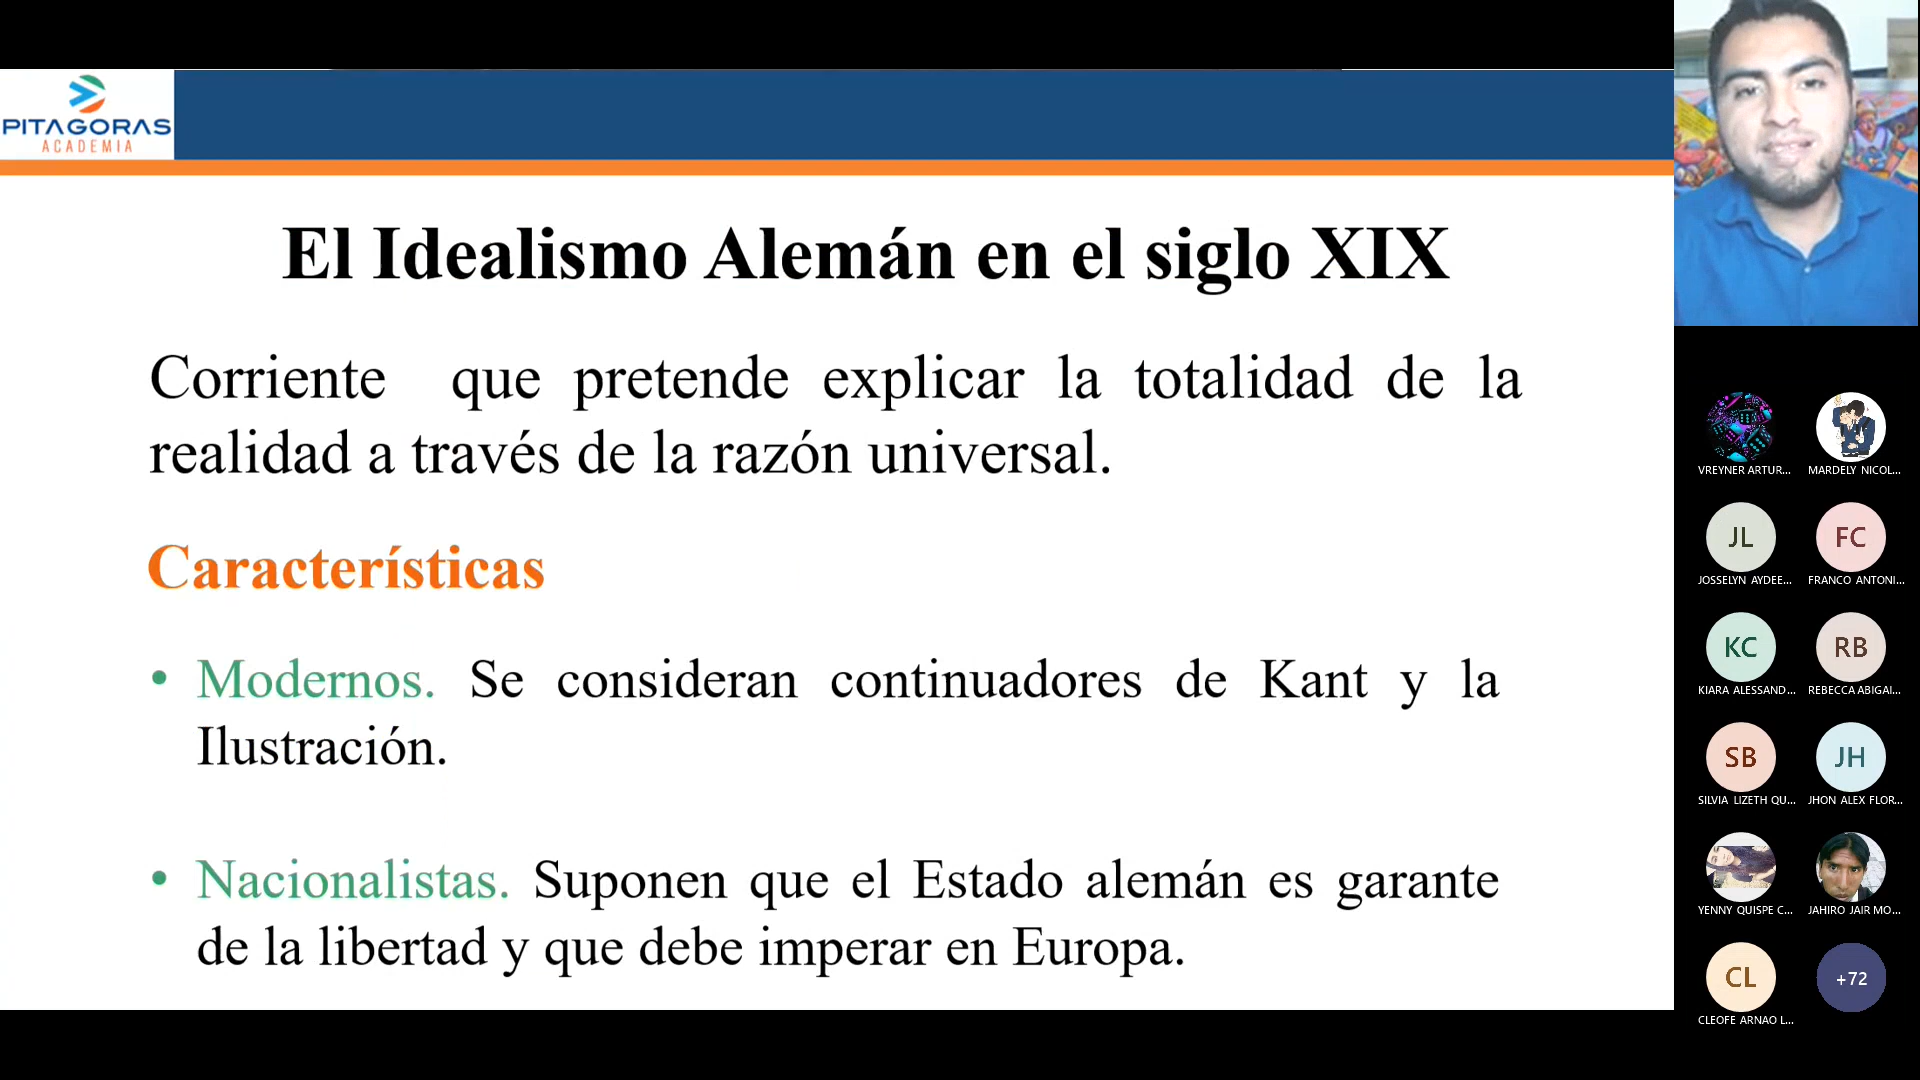 PITAGORAS
ACADEMIA
El Idealismo Alemán en el siglo XIX
Corriente que pretende explicar la totalidad de la
realidad a través de la razón universal.
Características
• Modernos. Se consideran continuadores de Kant y la
Ilustración.
• Nacionalistas. Suponen que el Estado alemán es garante
de la libertad y que debe imperar en Europa.
VREYNER ARTUR...
MARDELY NICOL...
JL
FC
JOSSELYN AYDEE...
FRANCO ANTONI...
KC
RB
KIARA ALESSAND...
REBECCA ABIGAI...
SB
JH
SILVIA LIZETH QU...
JHON ALEX FLOR...
YENNY QUISPE C...
JAHIRO JAIR MO...
CL
+72
CLEOFE ARNAO L...